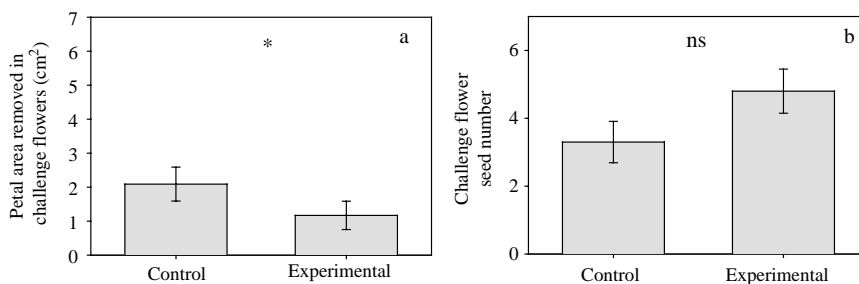 7
6
5
4
3
2
1
0
Petal area removed in
challenge flowers (cm²)
*
a
Control
Experimental
6
4
2
0
Challenge flower
seed number
ns
b
Control
Experimental